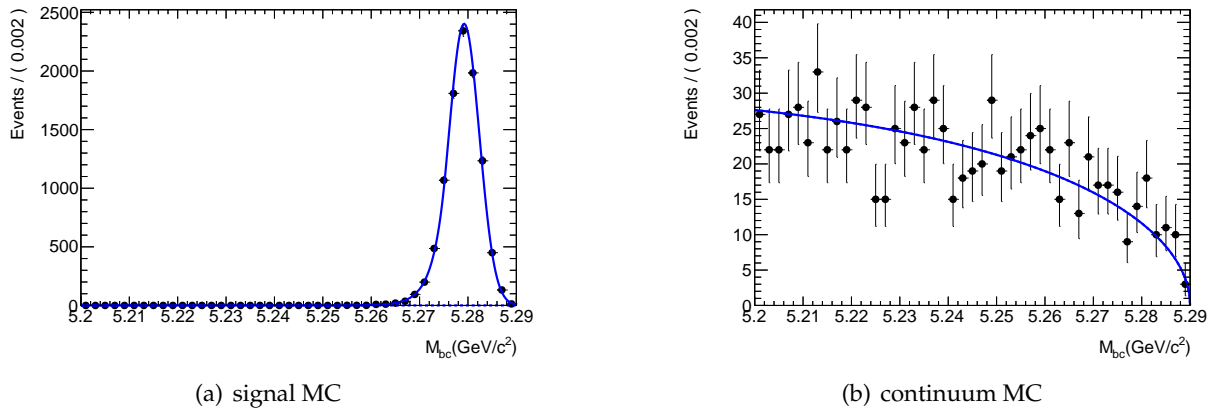 2500
2000
1500
1000
500
0
Events / ( 0.002 )
5.2 5.21 5.22 5.23 5.24 5.25 5.26 5.27 5.28 5.29
M_bc(GeV/c²)
(a) signal MC
40
35
30
25
20
15
10
5
0
Events / ( 0.002 )
5.2 5.21 5.22 5.23 5.24 5.25 5.26 5.27 5.28 5.29
M_bc(GeV/c²)
(b) continuum MC